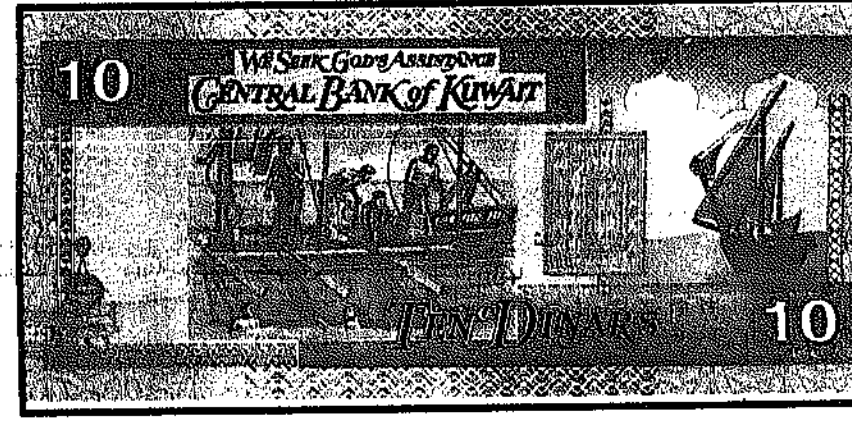 10
WE SEEK GOD'S ASSISTANCE
CENTRAL BANK of KUWAIT
TEN DINARS
10